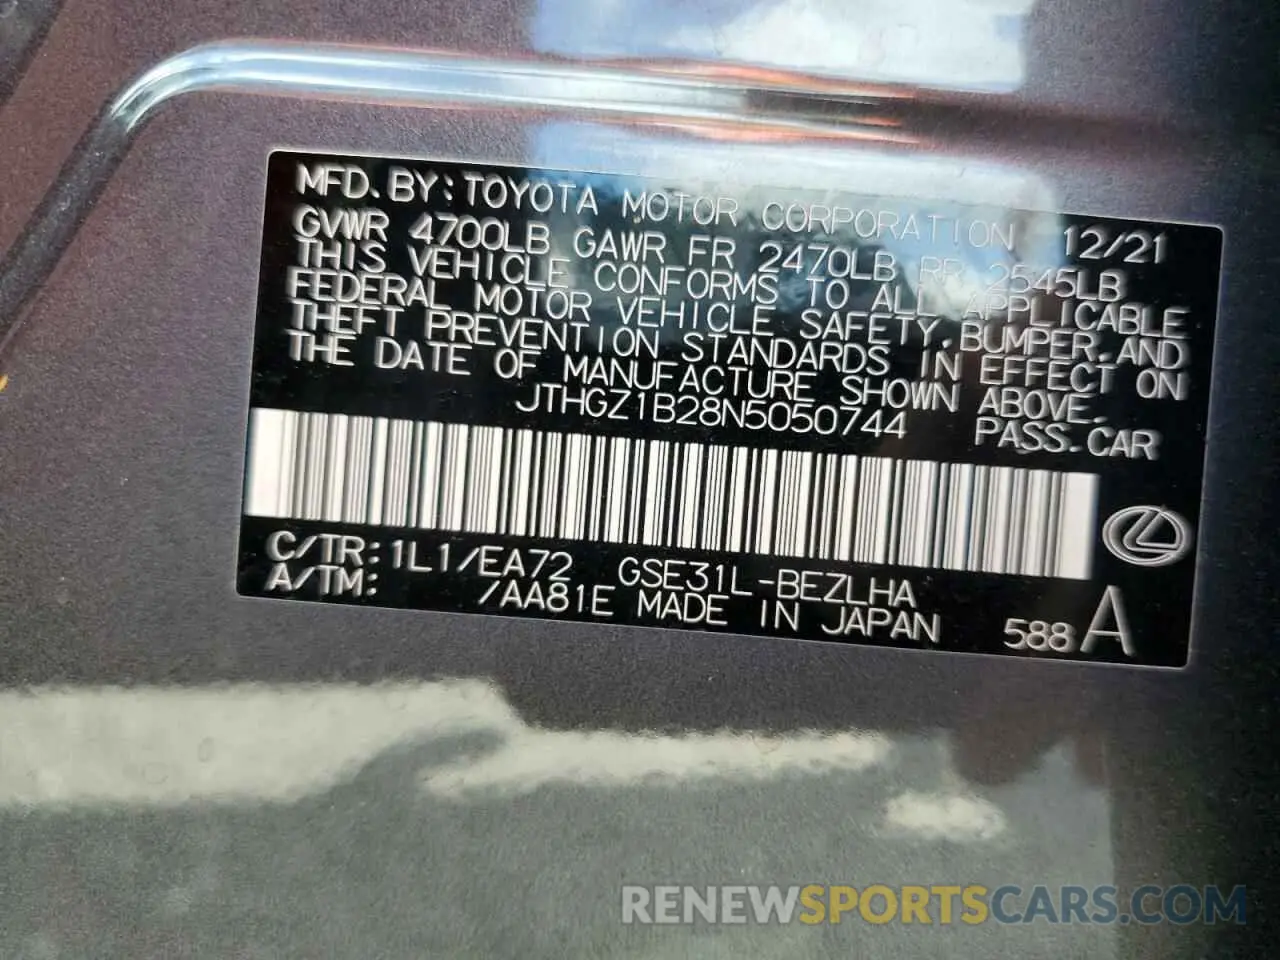 MFD. BY: TOYOTA MOTOR CORPORATION 12/21
GVWR 4700LB GAWR FR 2470LB RR 2545LB
THIS VEHICLE CONFORMS TO ALL APPLICABLE
FEDERAL MOTOR VEHICLE SAFETY, BUMPER, AND
THEFT PREVENTION STANDARDS IN EFFECT ON
THE DATE OF MANUFACTURE SHOWN ABOVE.
JTHGZ1B28N5050744 PASS. CAR
C/TR: 1L1/EA72 GSE31L-BEZLHA
A/TM: /AA81E MADE IN JAPAN 588 A
RENEWSPORTSCARS.COM